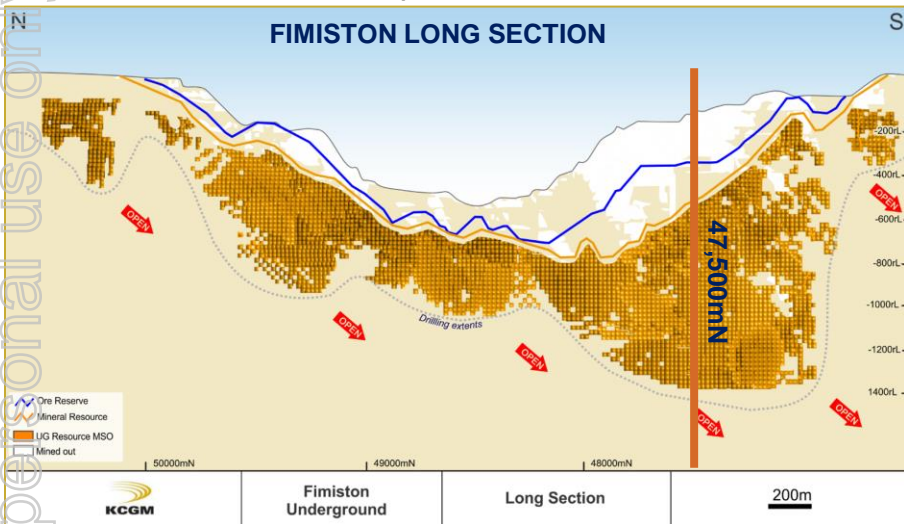 N
FIMISTON LONG SECTION
S
-200rL
-400rL
-600rL
-800rL
-1000rL
-1200rL
1400rL
OPEN
OPEN
OPEN
OPEN
OPEN
OPEN
47,500mN
Drilling extents
Ore Reserve
Mineral Resource
UG Resource MSO
Mined out
50000mN
49000mN
48000mN
KCGM
Fimiston
Underground
Long Section
200m
personal use only